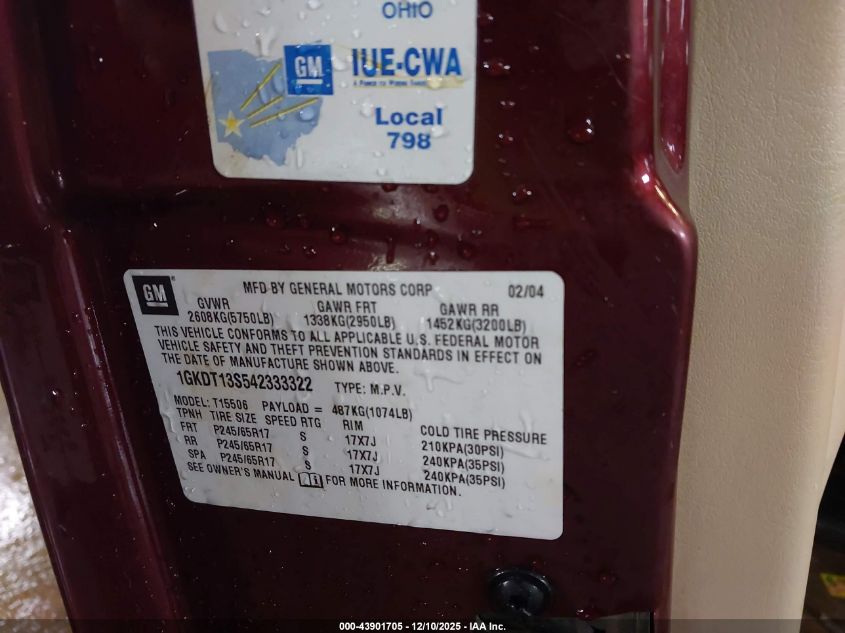 OHIO
GM IUE-CWA
Local
798
GM MFD BY GENERAL MOTORS CORP 02/04
GVWR GAWR FRT GAWR RR
2608KG(5750LB) 1338KG(2950LB) 1452KG(3200LB)
THIS VEHICLE CONFORMS TO ALL APPLICABLE U.S. FEDERAL MOTOR
VEHICLE SAFETY AND THEFT PREVENTION STANDARDS IN EFFECT ON
THE DATE OF MANUFACTURE SHOWN ABOVE.
1GKDT13S542333322 TYPE: M.P.V.
MODEL: T15506 PAYLOAD = 487KG(1074LB)
TPNH TIRE SIZE SPEED RTG RIM COLD TIRE PRESSURE
FRT P245/65R17 S 17X7J 210KPA(30PSI)
RR P245/65R17 S 17X7J 240KPA(35PSI)
SPA P245/65R17 S 17X7J 240KPA(35PSI)
SEE OWNER'S MANUAL FOR MORE INFORMATION.
000-43901705 - 12/10/2025 - IAA Inc.